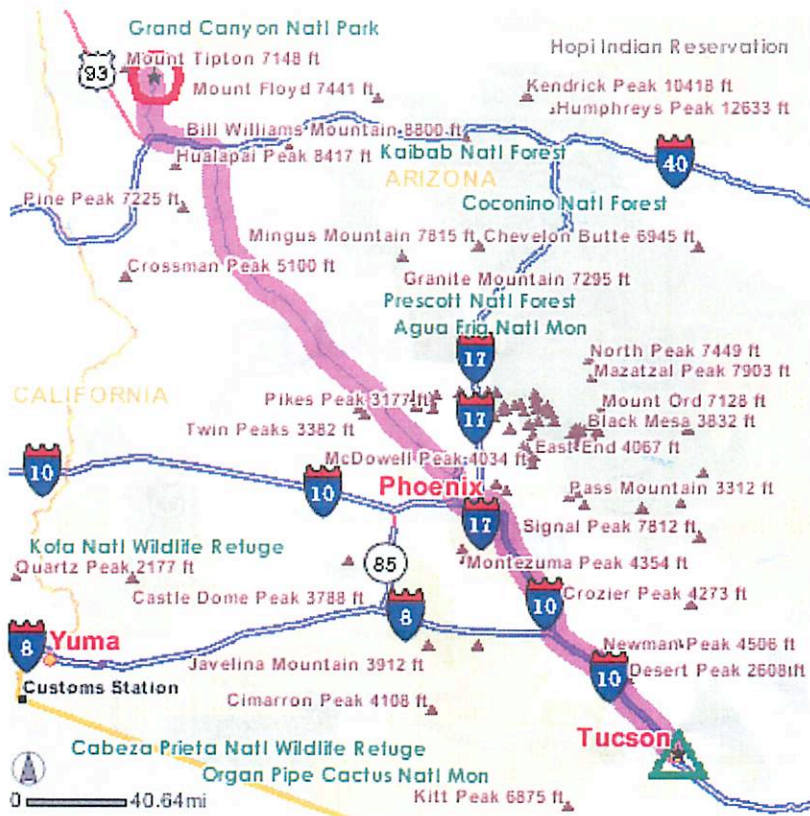 Grand Canyon Natl Park
Hopi Indian Reservation
Mount Tipton 7148 ft
93
Mount Floyd 7441 ft
Kendrick Peak 10418 ft
Humphreys Peak 12633 ft
Bill Williams Mountain 8800 ft
Kaibab Natl Forest
Hualapai Peak 8417 ft
40
ARIZONA
Pine Peak 7225 ft
Coconino Natl Forest
Mingus Mountain 7815 ft
Chevelon Butte 6945 ft
Crossman Peak 5100 ft
Granite Mountain 7295 ft
Prescott Natl Forest
Agua Fria Natl Mon
17
North Peak 7449 ft
Mazatzal Peak 7903 ft
CALIFORNIA
Pikes Peak 3177 ft
17
Mount Ord 7128 ft
Black Mesa 3832 ft
Twin Peaks 3382 ft
East End 4067 ft
McDowell Peak 4034 ft
10
10
Phoenix
Pass Mountain 3312 ft
17
Signal Peak 7812 ft
Kofa Natl Wildlife Refuge
85
Montezuma Peak 4354 ft
Quartz Peak 2177 ft
Castle Dome Peak 3788 ft
8
10
Crozier Peak 4273 ft
8
Yuma
Newman Peak 4506 ft
Javelina Mountain 3912 ft
10
Desert Peak 2608 ft
Customs Station
Cimarron Peak 4108 ft
Tucson
Cabeza Prieta Natl Wildlife Refuge
Organ Pipe Cactus Natl Mon
0 40.64mi
Kitt Peak 6875 ft